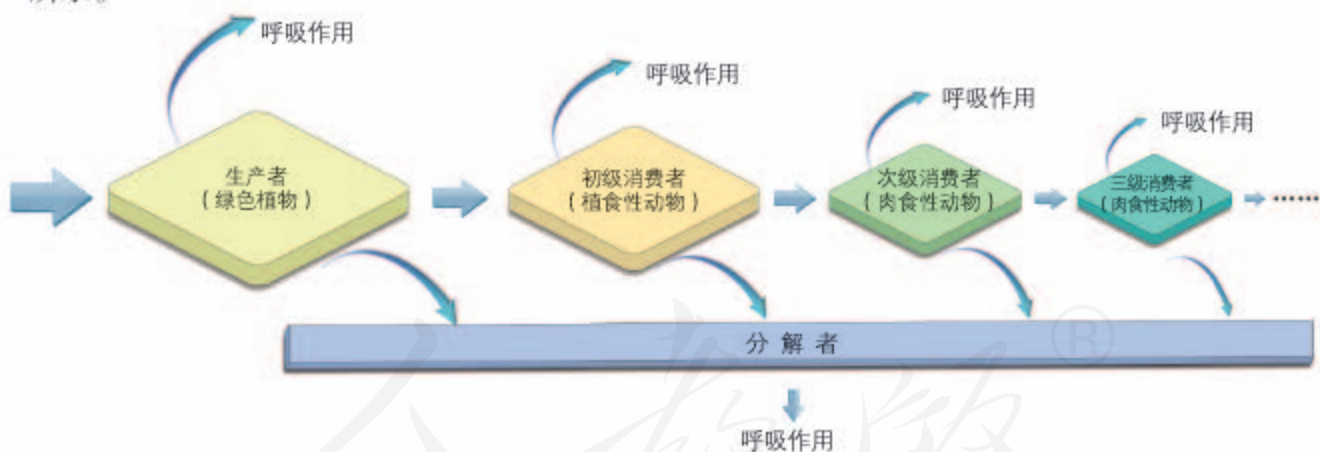 呼吸作用
呼吸作用
呼吸作用
呼吸作用
生产者
（绿色植物）
初级消费者
（植食性动物）
次级消费者
（肉食性动物）
三级消费者
（肉食性动物）
……
分解者
呼吸作用
人教版®